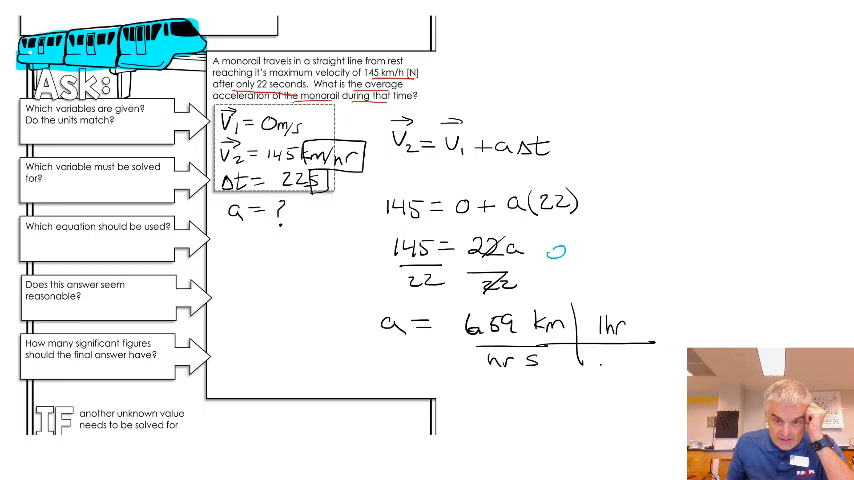 A monorail travels in a straight line from rest
reaching it's maximum velocity of 145 km/h [N]
after only 22 seconds. What is the average
acceleration of the monorail during that time?
Ask:
Which variables are given?
Do the units match?
Which variable must be solved
for?
Which equation should be used?
Does this answer seem
reasonable?
How many significant figures
should the final answer have?
IF another unknown value
needs to be solved for
V₁ = 0m/s
V₂ = 145 km/hr
Δt = 22s
a = ?
V₂ = V₁ + aΔt
145 = 0 + a(22)
145 = 22a
22 22
a = 659 km 1hr
hr s